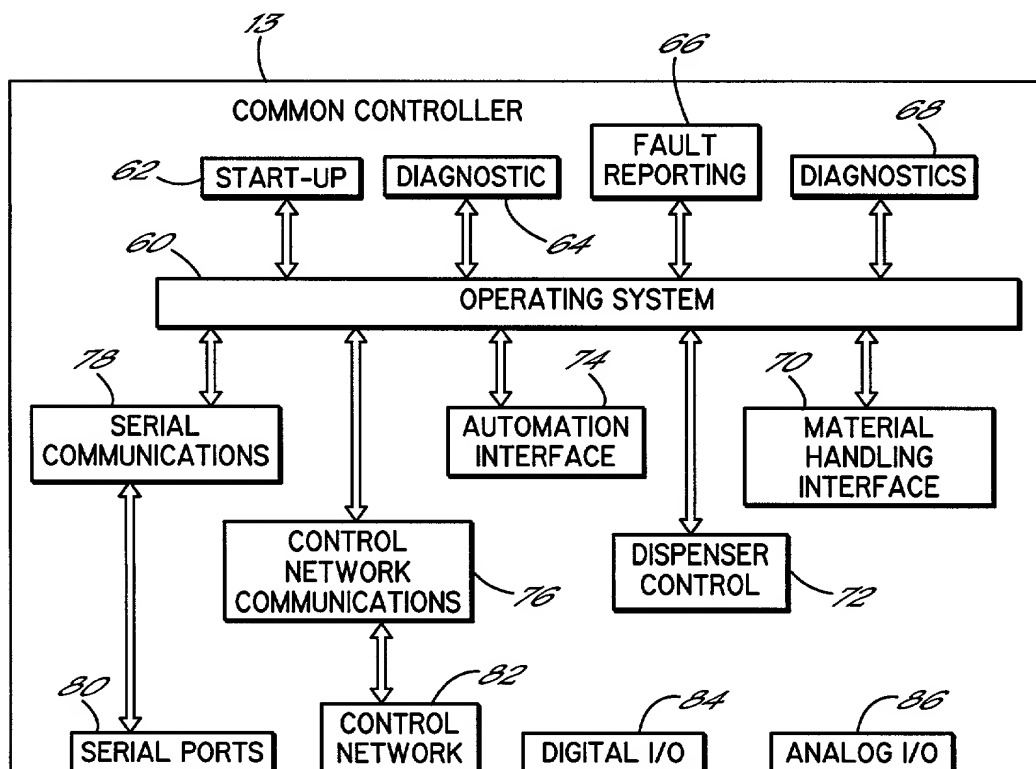 13
COMMON CONTROLLER
66
68
62
START-UP
DIAGNOSTIC
FAULT
REPORTING
DIAGNOSTICS
64
60
OPERATING SYSTEM
78
SERIAL
COMMUNICATIONS
74
AUTOMATION
INTERFACE
70
MATERIAL
HANDLING
INTERFACE
CONTROL
NETWORK
COMMUNICATIONS
76
DISPENSER
CONTROL
72
80
SERIAL PORTS
82
CONTROL
NETWORK
84
DIGITAL I/O
86
ANALOG I/O